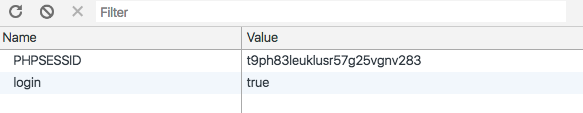 Filter
Name Value
PHPSESSID t9ph83leuklusr57g25vgnv283
login true